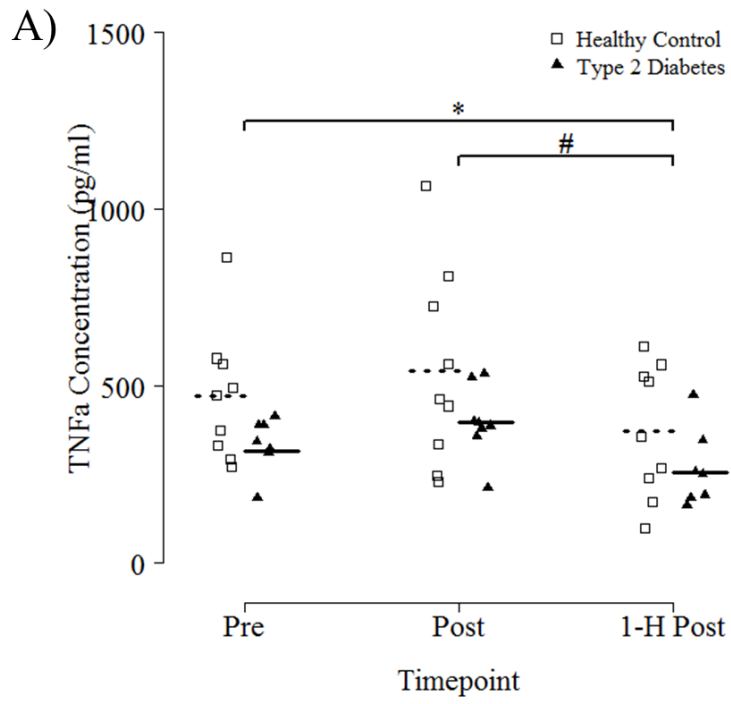 A)
1500
1000
500
0
TNFa Concentration (pg/ml)
Healthy Control
Type 2 Diabetes
*
#
Pre
Post
1-H Post
Timepoint